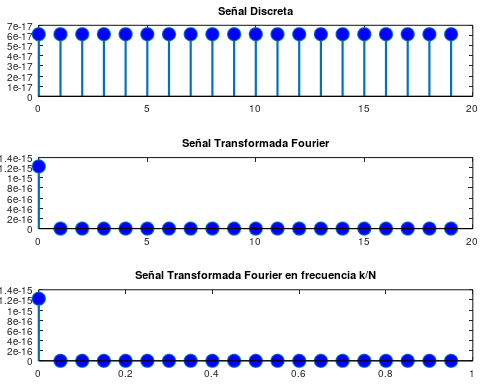 Señal Discreta
7e-17
6e-17
5e-17
4e-17
3e-17
2e-17
1e-17
0
0 5 10 15 20
Señal Transformada Fourier
1.4e-15
1.2e-15
1e-15
8e-16
6e-16
4e-16
2e-16
0
0 5 10 15 20
Señal Transformada Fourier en frecuencia k/N
1.4e-15
1.2e-15
1e-15
8e-16
6e-16
4e-16
2e-16
0
0 0.2 0.4 0.6 0.8 1